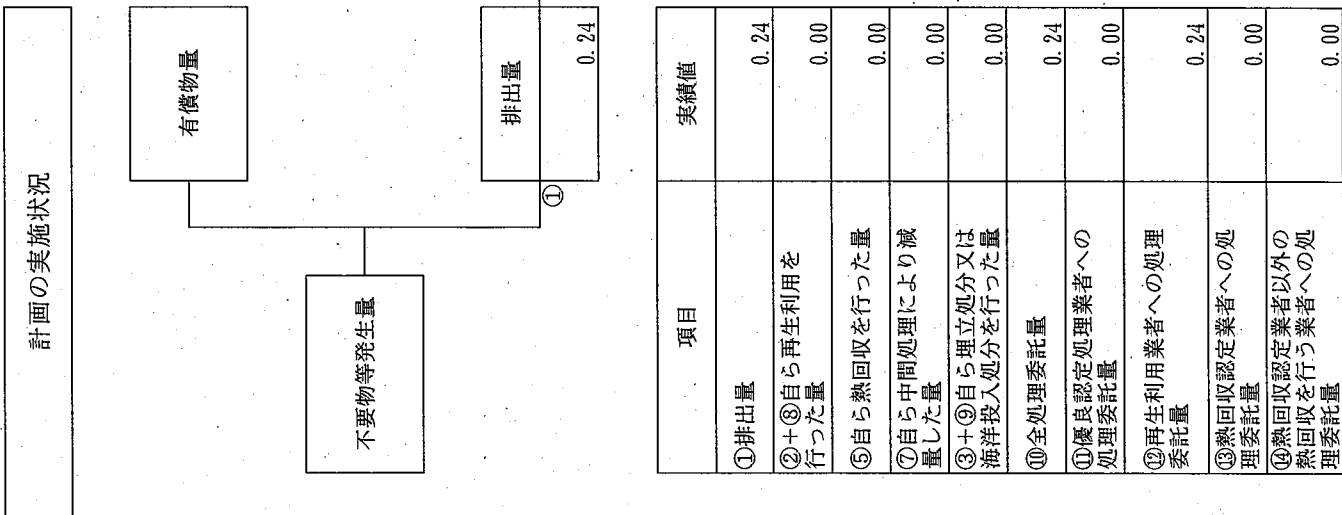 計画の実施状況
有償物量
不要物等発生量
排出量
①
0.24
項目
実績値
①排出量
0.24
②+⑧自ら再生利用を
行った量
0.00
⑤自ら熱回収を行った量
0.00
⑦自ら中間処理により減
量した量
0.00
③+⑨自ら埋立処分又は
海洋投入処分を行った量
0.00
⑩全処理委託量
0.24
⑪優良認定処理業者への
処理委託量
0.00
⑫再生利用業者への処理
委託量
0.24
⑬熱回収認定業者への処
理委託量
0.00
⑭熱回収認定業者以外の
熱回収を行う業者への処
理委託量
0.00